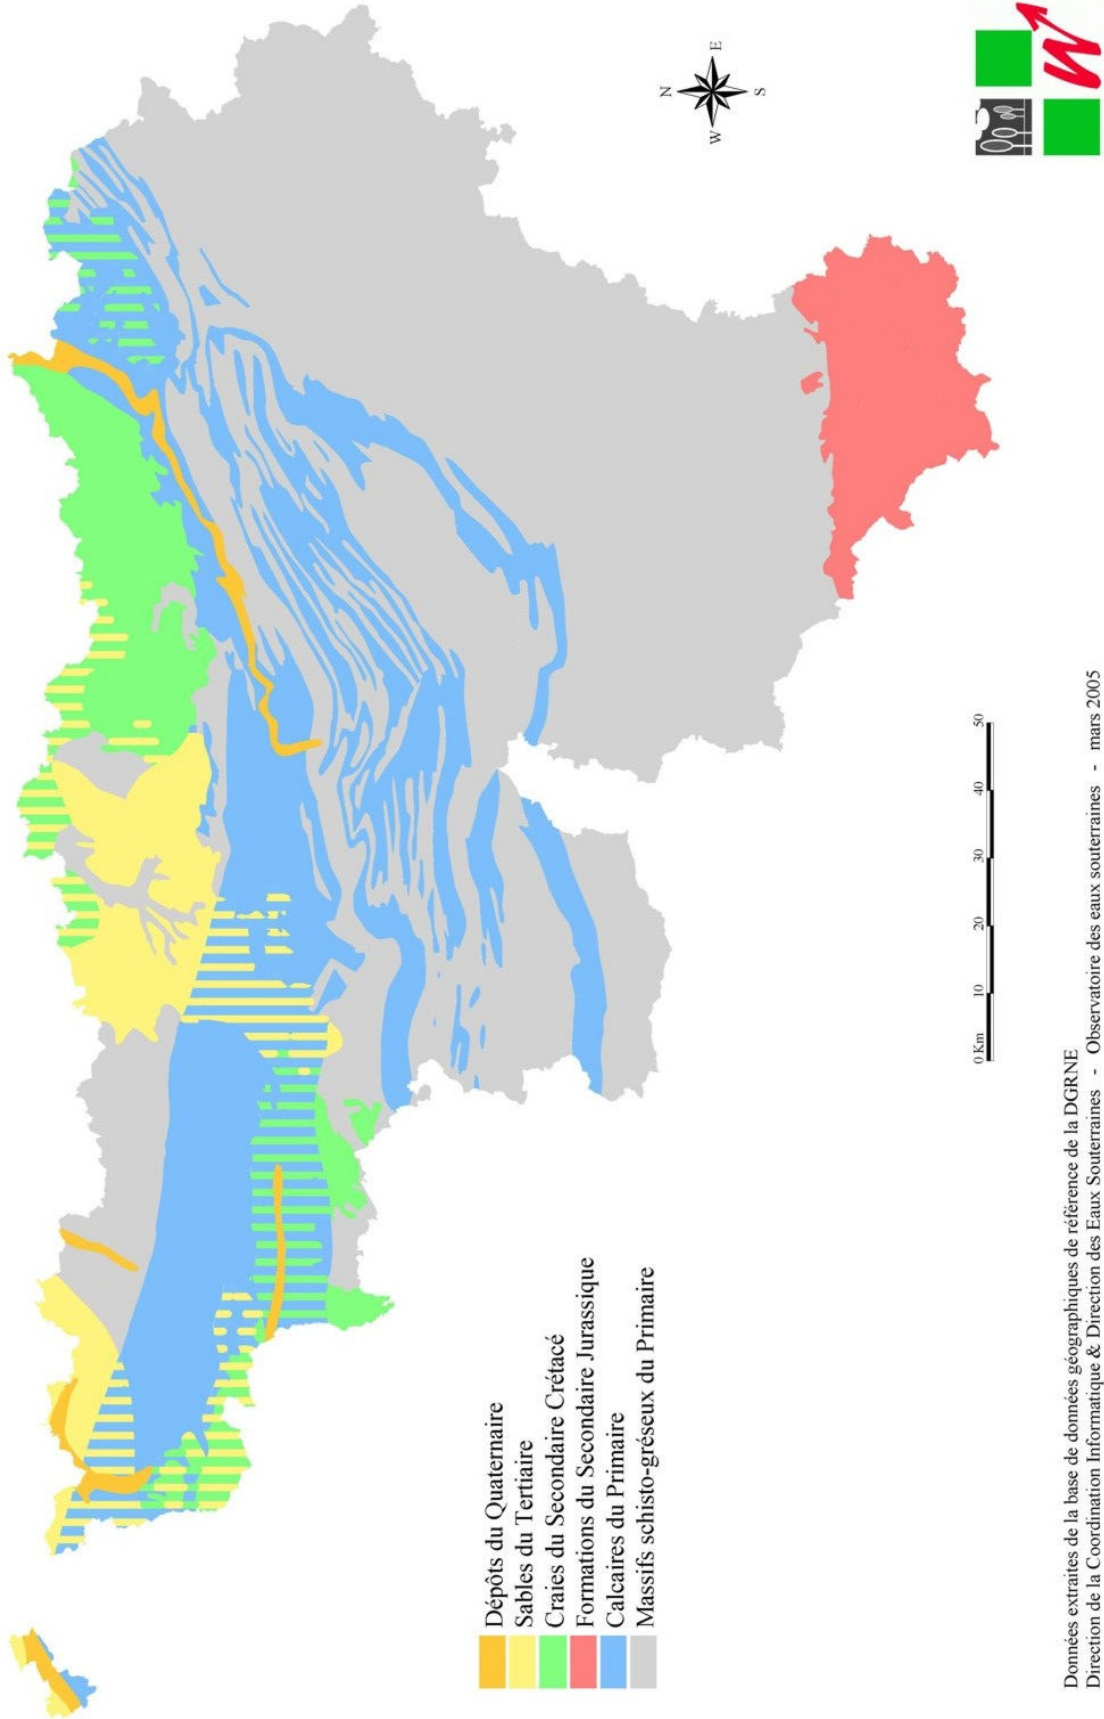 N
W
E
S
Dépôts du Quaternaire
Sables du Tertiaire
Craies du Secondaire Crétacé
Formations du Secondaire Jurassique
Calcaires du Primaire
Massifs schisto-gréseux du Primaire
0 Km 10 20 30 40 50
Données extraites de la base de données géographiques de référence de la DGRNE
Direction de la Coordination Informatique & Direction des Eaux Souterraines - Observatoire des eaux souterraines - mars 2005